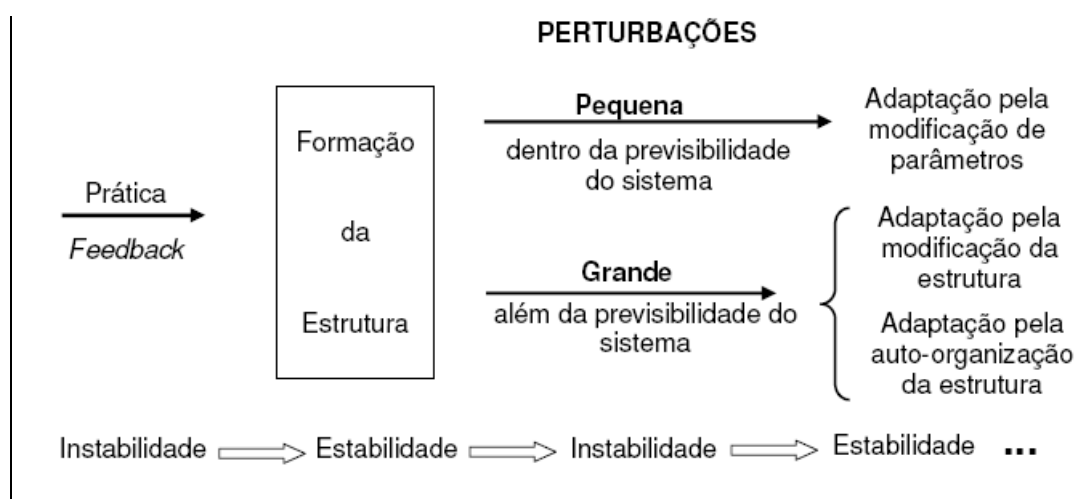 PERTURBAÇÕES
Prática
Feedback
Formação
da
Estrutura
Pequena
dentro da previsibilidade
do sistema
Adaptação pela
modificação de
parâmetros
Grande
além da previsibilidade do
sistema
Adaptação pela
modificação da
estrutura
Adaptação pela
auto-organização
da estrutura
Instabilidade
Estabilidade
Instabilidade
Estabilidade ...